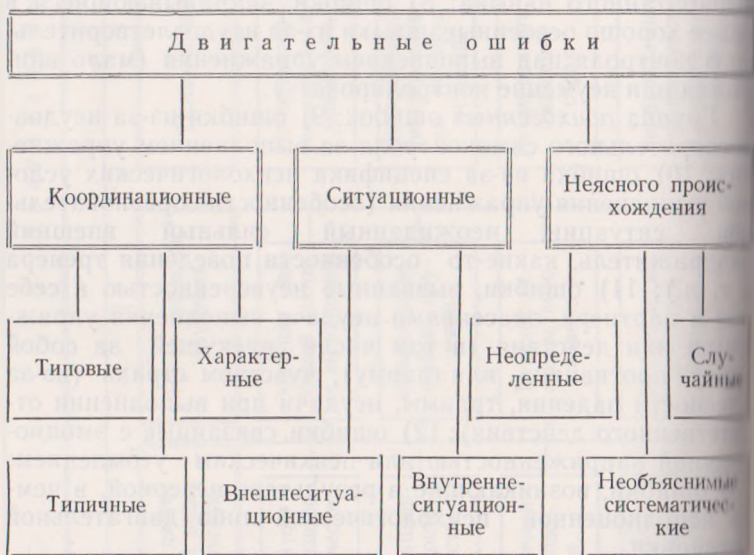 Двигательные ошибки
Координационные
Ситуационные
Неясного проис-
хождения
Типовые
Характер-
ные
Неопреде-
ленные
Слу-
чайные
Типичные
Внешнеситуа-
ционные
Внутренне-
ситуацион-
ные
Необъяснимые
систематичес-
кие